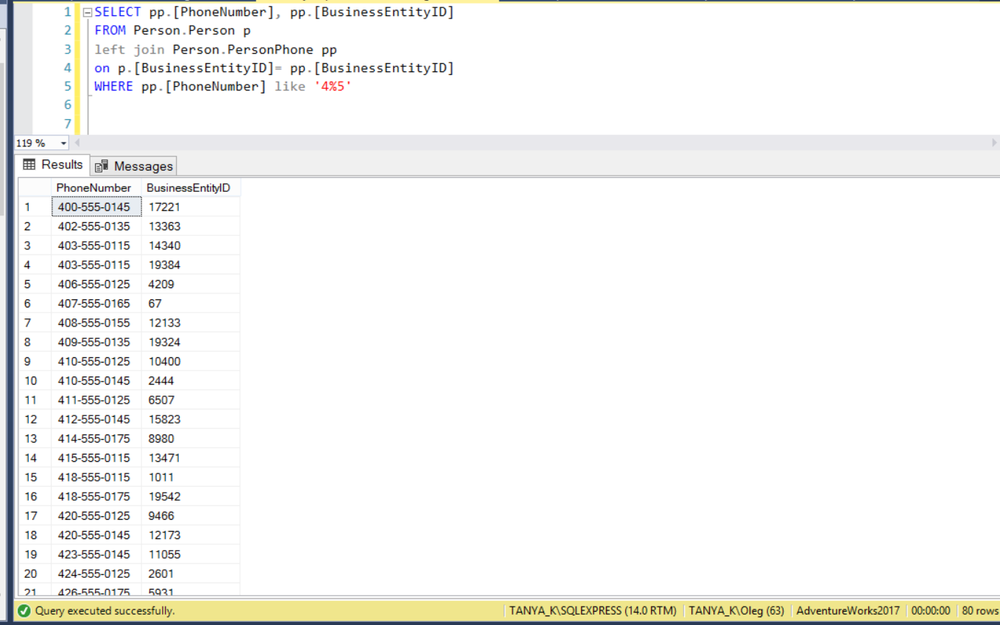 1 SELECT pp.[PhoneNumber], pp.[BusinessEntityID]
2 FROM Person.Person p
3 left join Person.PersonPhone pp
4 on p.[BusinessEntityID]= pp.[BusinessEntityID]
5 WHERE pp.[PhoneNumber] like '4%5'
6
7
119 %
Results Messages
PhoneNumber BusinessEntityID
1 400-555-0145 17221
2 402-555-0135 13363
3 403-555-0115 14340
4 403-555-0115 19384
5 406-555-0125 4209
6 407-555-0165 67
7 408-555-0155 12133
8 409-555-0135 19324
9 410-555-0125 10400
10 410-555-0145 2444
11 411-555-0125 6507
12 412-555-0145 15823
13 414-555-0175 8980
14 415-555-0115 13471
15 418-555-0115 1011
16 418-555-0175 19542
17 420-555-0125 9466
18 420-555-0145 12173
19 423-555-0145 11055
20 424-555-0125 2601
21 426-555-0175 5931
Query executed successfully. TANYA_K\SQLEXPRESS (14.0 RTM) TANYA_K\Oleg (63) AdventureWorks2017 00:00:00 80 rows